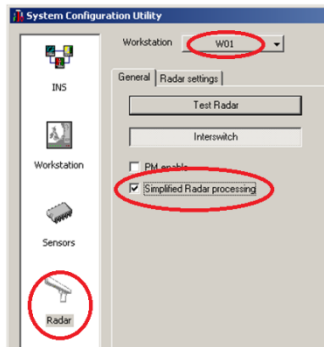 System Configuration Utility
Workstation W01
INS
General Radar settings
Test Radar
Interswitch
Workstation
PM enable
Simplified Radar processing
Sensors
Radar